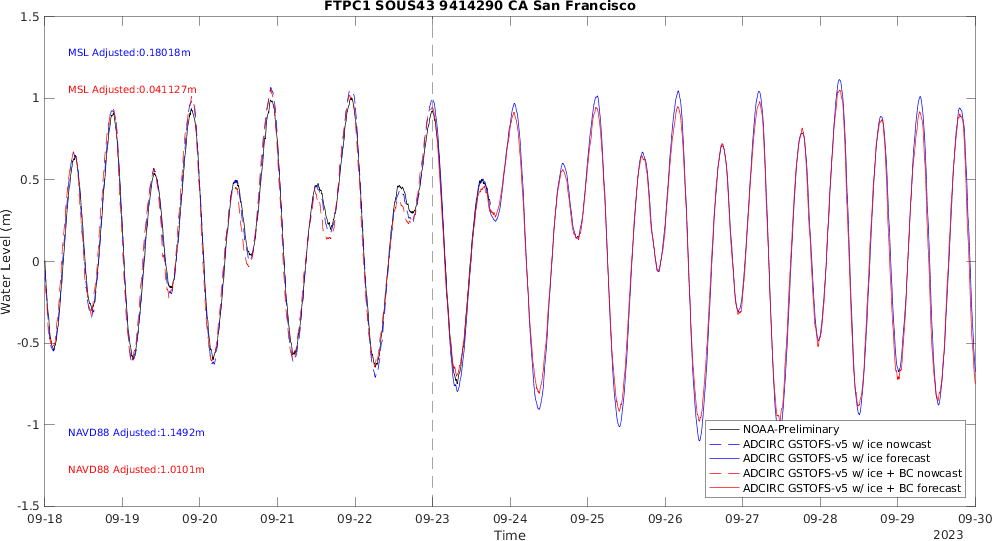 FTPC1 SOUS43 9414290 CA San Francisco
1.5
1
0.5
0
-0.5
-1
-1.5
Water Level (m)
MSL Adjusted:0.18018m
MSL Adjusted:0.041127m
NAVD88 Adjusted:1.1492m
NAVD88 Adjusted:1.0101m
NOAA-Preliminary
ADCIRC GSTOFS-v5 w/ ice nowcast
ADCIRC GSTOFS-v5 w/ ice forecast
ADCIRC GSTOFS-v5 w/ ice + BC nowcast
ADCIRC GSTOFS-v5 w/ ice + BC forecast
09-18 09-19 09-20 09-21 09-22 09-23 09-24 09-25 09-26 09-27 09-28 09-29 09-30
Time
2023